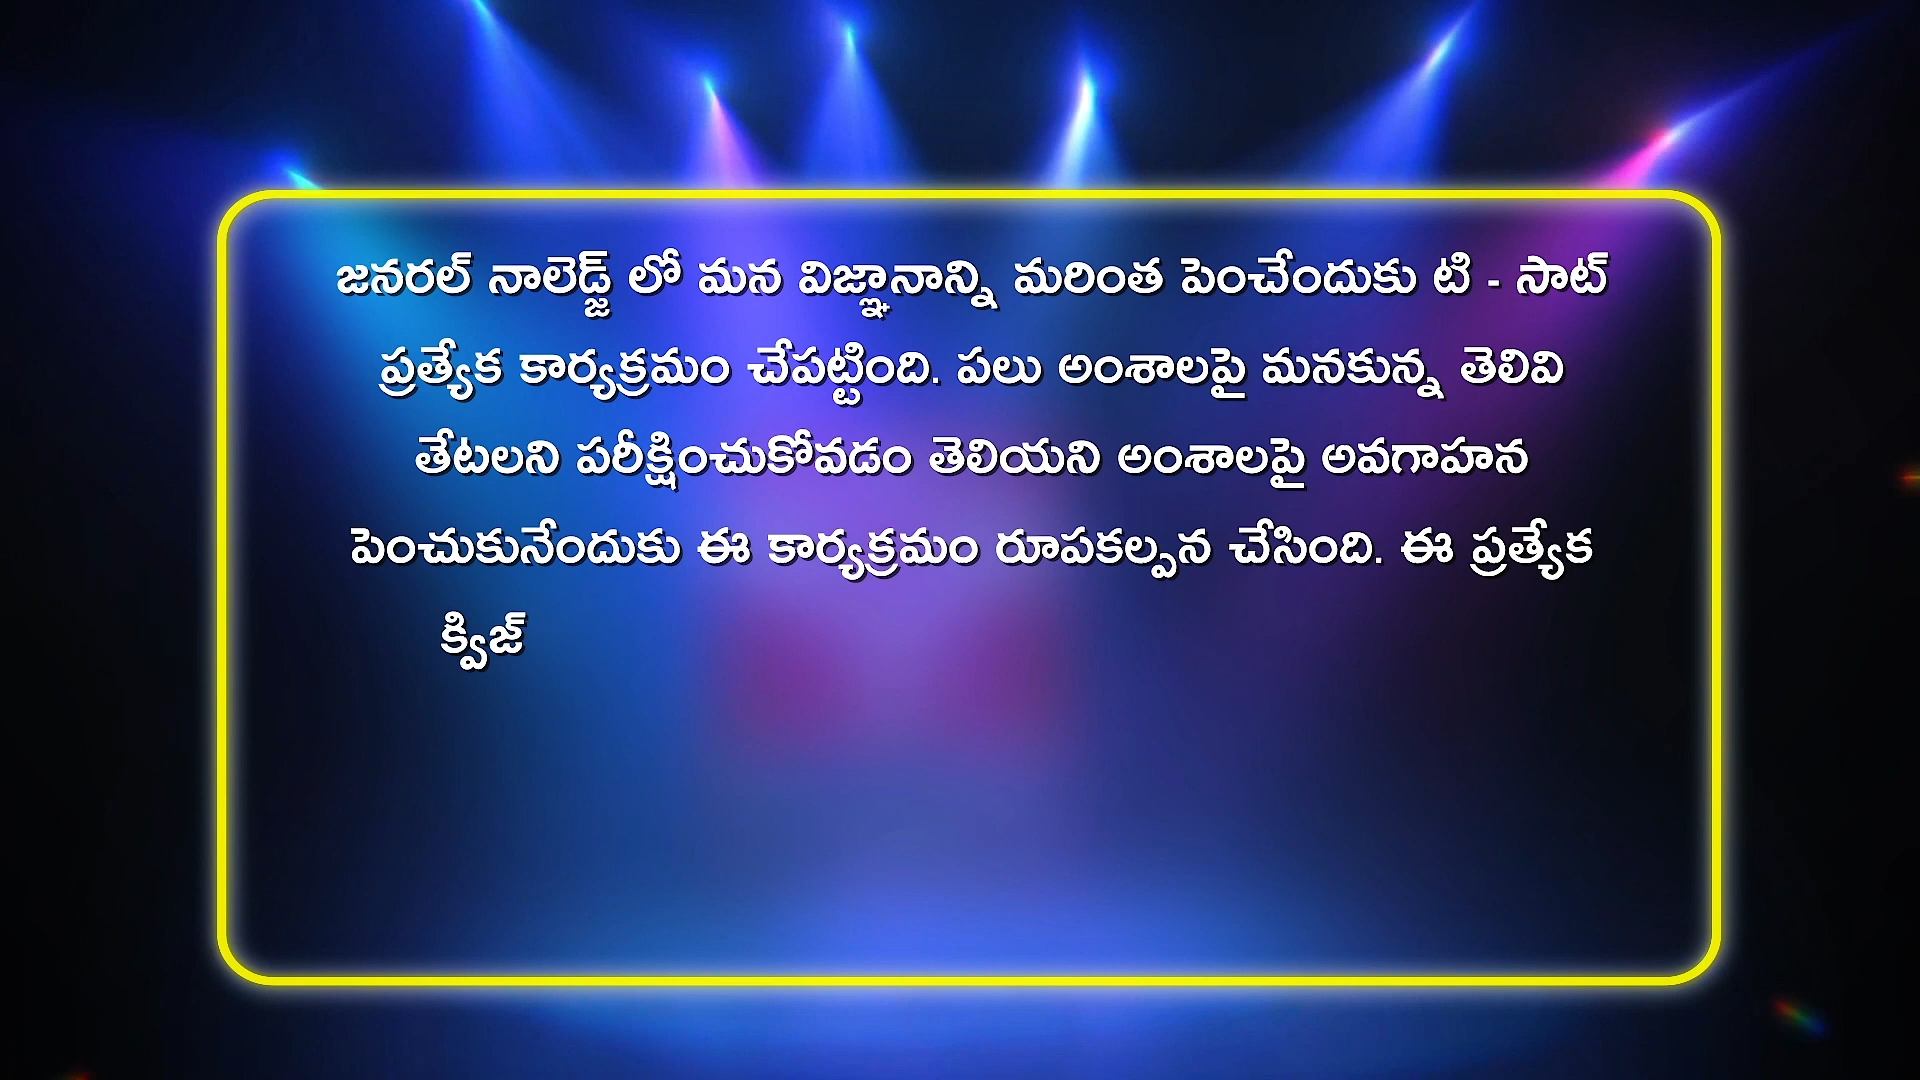 జనరల్ నాలెడ్జ్ లో మన విజ్ఞానాన్ని మరింత పెంచేందుకు టి - సాట్
ప్రత్యేక కార్యక్రమం చేపట్టింది. పలు అంశాలపై మనకున్న తెలివి
తేటలని పరీక్షించుకోవడం తెలియని అంశాలపై అవగాహన
పెంచుకునేందుకు ఈ కార్యక్రమం రూపకల్పన చేసింది. ఈ ప్రత్యేక
క్విజ్